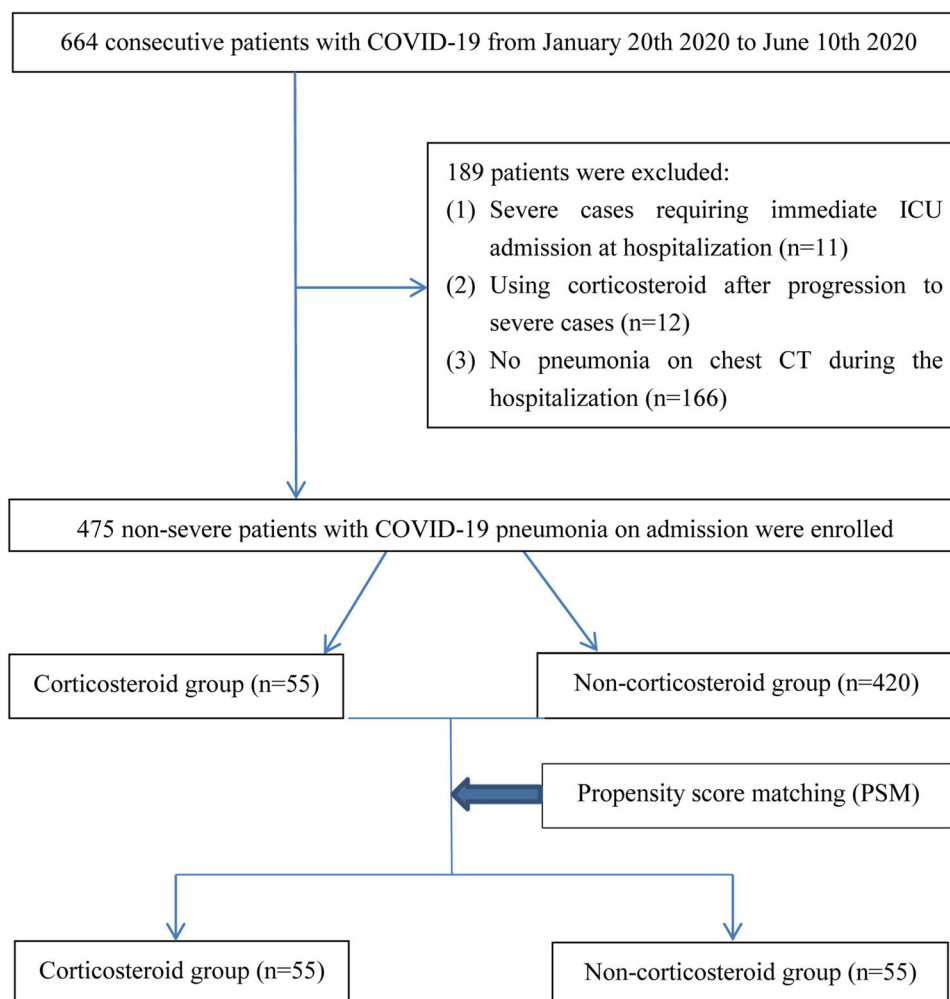 664 consecutive patients with COVID-19 from January 20th 2020 to June 10th 2020
189 patients were excluded:
(1) Severe cases requiring immediate ICU
admission at hospitalization (n=11)
(2) Using corticosteroid after progression to
severe cases (n=12)
(3) No pneumonia on chest CT during the
hospitalization (n=166)
475 non-severe patients with COVID-19 pneumonia on admission were enrolled
Corticosteroid group (n=55)
Non-corticosteroid group (n=420)
Propensity score matching (PSM)
Corticosteroid group (n=55)
Non-corticosteroid group (n=55)